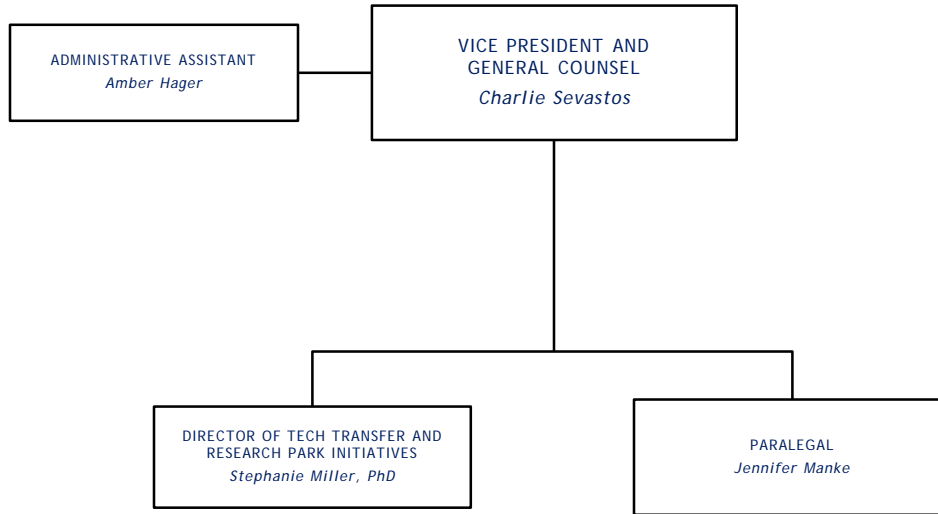 ADMINISTRATIVE ASSISTANT
Amber Hager
VICE PRESIDENT AND
GENERAL COUNSEL
Charlie Sevastos
DIRECTOR OF TECH TRANSFER AND
RESEARCH PARK INITIATIVES
Stephanie Miller, PhD
PARALEGAL
Jennifer Manke